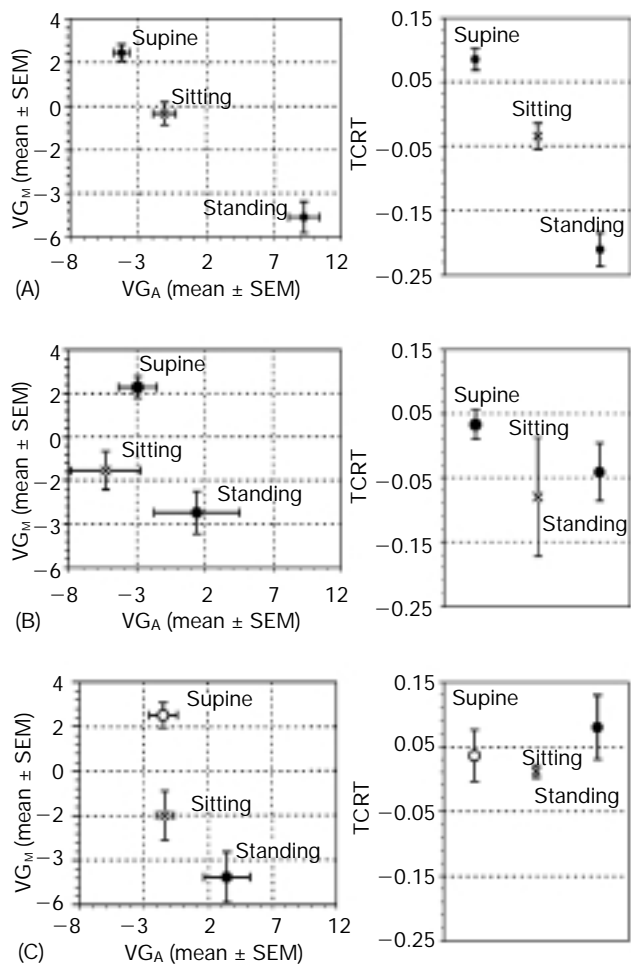 4
2
0
−2
−3
−6
VG_M (mean ± SEM)
Supine
Sitting
Standing
−8
−3
2
7
12
VG_A (mean ± SEM)
(A)
0.15
0.05
−0.05
−0.15
−0.25
TCRT
Supine
Sitting
Standing
4
2
0
−2
−3
−6
VG_M (mean ± SEM)
Supine
Sitting
Standing
−8
−3
2
7
12
VG_A (mean ± SEM)
(B)
0.15
0.05
−0.05
−0.15
−0.25
TCRT
Supine
Sitting
Standing
4
2
0
−2
−3
−6
VG_M (mean ± SEM)
Supine
Sitting
Standing
−8
−3
2
7
12
VG_A (mean ± SEM)
(C)
0.15
0.05
−0.05
−0.15
−0.25
TCRT
Supine
Sitting
Standing